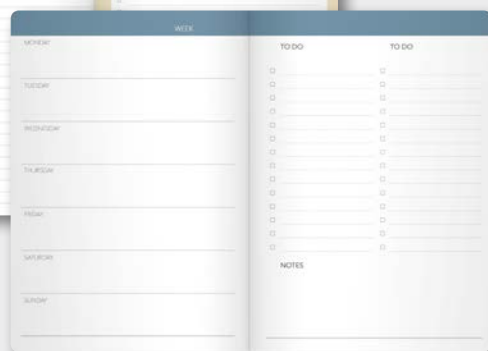 WEEK
MONDAY
TUESDAY
WEDNESDAY
THURSDAY
FRIDAY
SATURDAY
SUNDAY
TO DO TO DO
NOTES